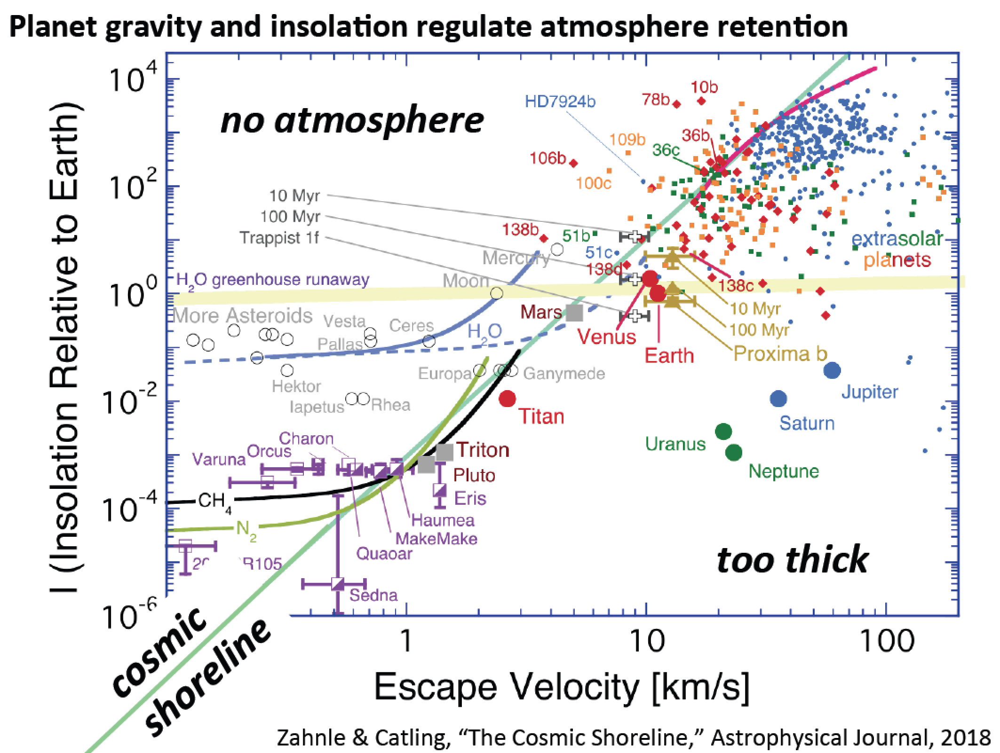 Planet gravity and insolation regulate atmosphere retention
I (Insolation Relative to Earth)
10^4
10^2
10^0
10^-2
10^-4
10^-6
no atmosphere
HD7924b
78b
10b
109b
36b
36c
106b
100c
10 Myr
100 Myr
Trappist 1f
138b
51b
51c
Mercury
138d
extrasolar
planets
H2O greenhouse runaway
Moon
138c
More Asteroids
Vesta
Ceres
Pallas
H2O
Mars
Venus
Earth
10 Myr
100 Myr
Proxima b
Hektor
Europa
Ganymede
Iapetus
Rhea
Titan
Jupiter
Saturn
Uranus
Neptune
Charon
Orcus
Varuna
Triton
Pluto
Eris
CH4
N2
Haumea
MakeMake
Quaoar
R105
Sedna
too thick
cosmic
shoreline
1
10
100
Escape Velocity [km/s]
Zahnle & Catling, “The Cosmic Shoreline,” Astrophysical Journal, 2018